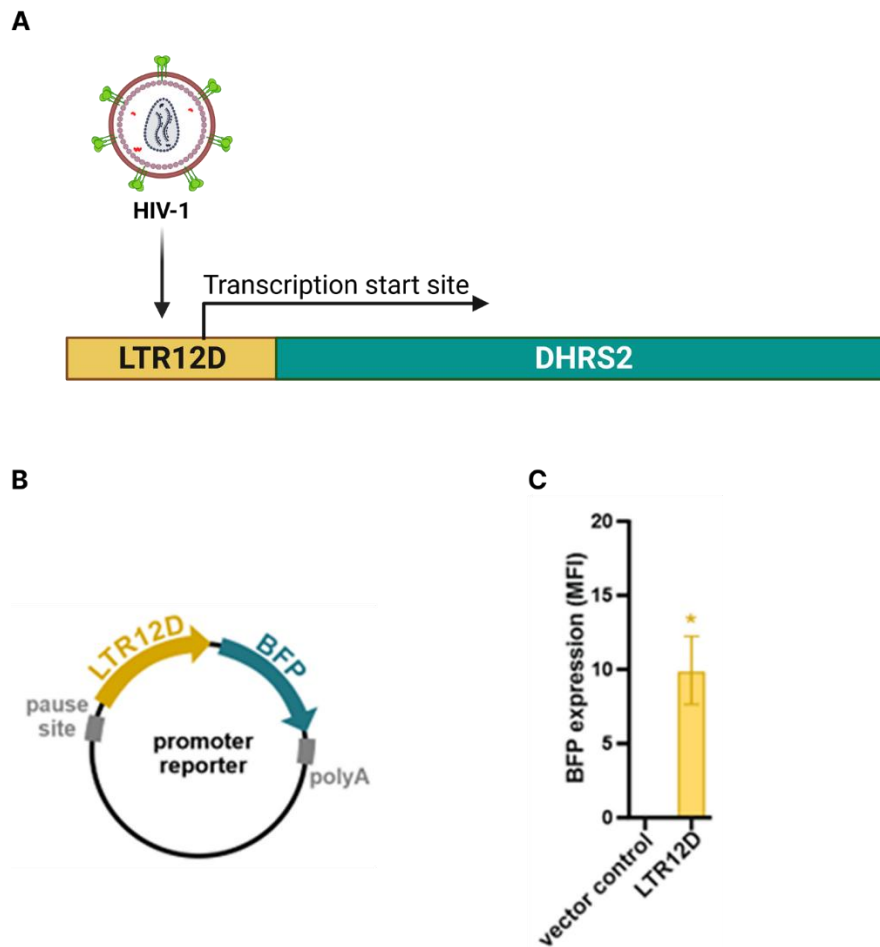 A
HIV-1
Transcription start site
LTR12D
DHRS2
B
LTR12D
BFP
pause
site
promoter
reporter
polyA
C
BFP expression (MFI)
20
15
10
5
0
*
vector control
LTR12D